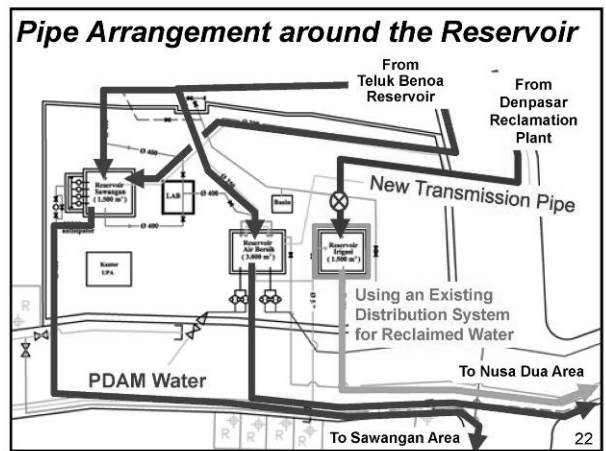 Pipe Arrangement around the Reservoir
From
Teluk Benoa
Reservoir
From
Denpasar
Reclamation
Plant
Ø 400
Reservoir
Sawangan
(1.500 m³)
LAB
Ø 400
Ø 250
Ø 400
New Transmission Pipe
Reservoir
Air Bersih
(3.000 m³)
Reservoir
Irigasi
(1.500 m³)
Kantor
UPA
Using an Existing
Distribution System
for Reclaimed Water
PDAM Water
To Nusa Dua Area
To Sawangan Area
R
R
R
R
R
R
22